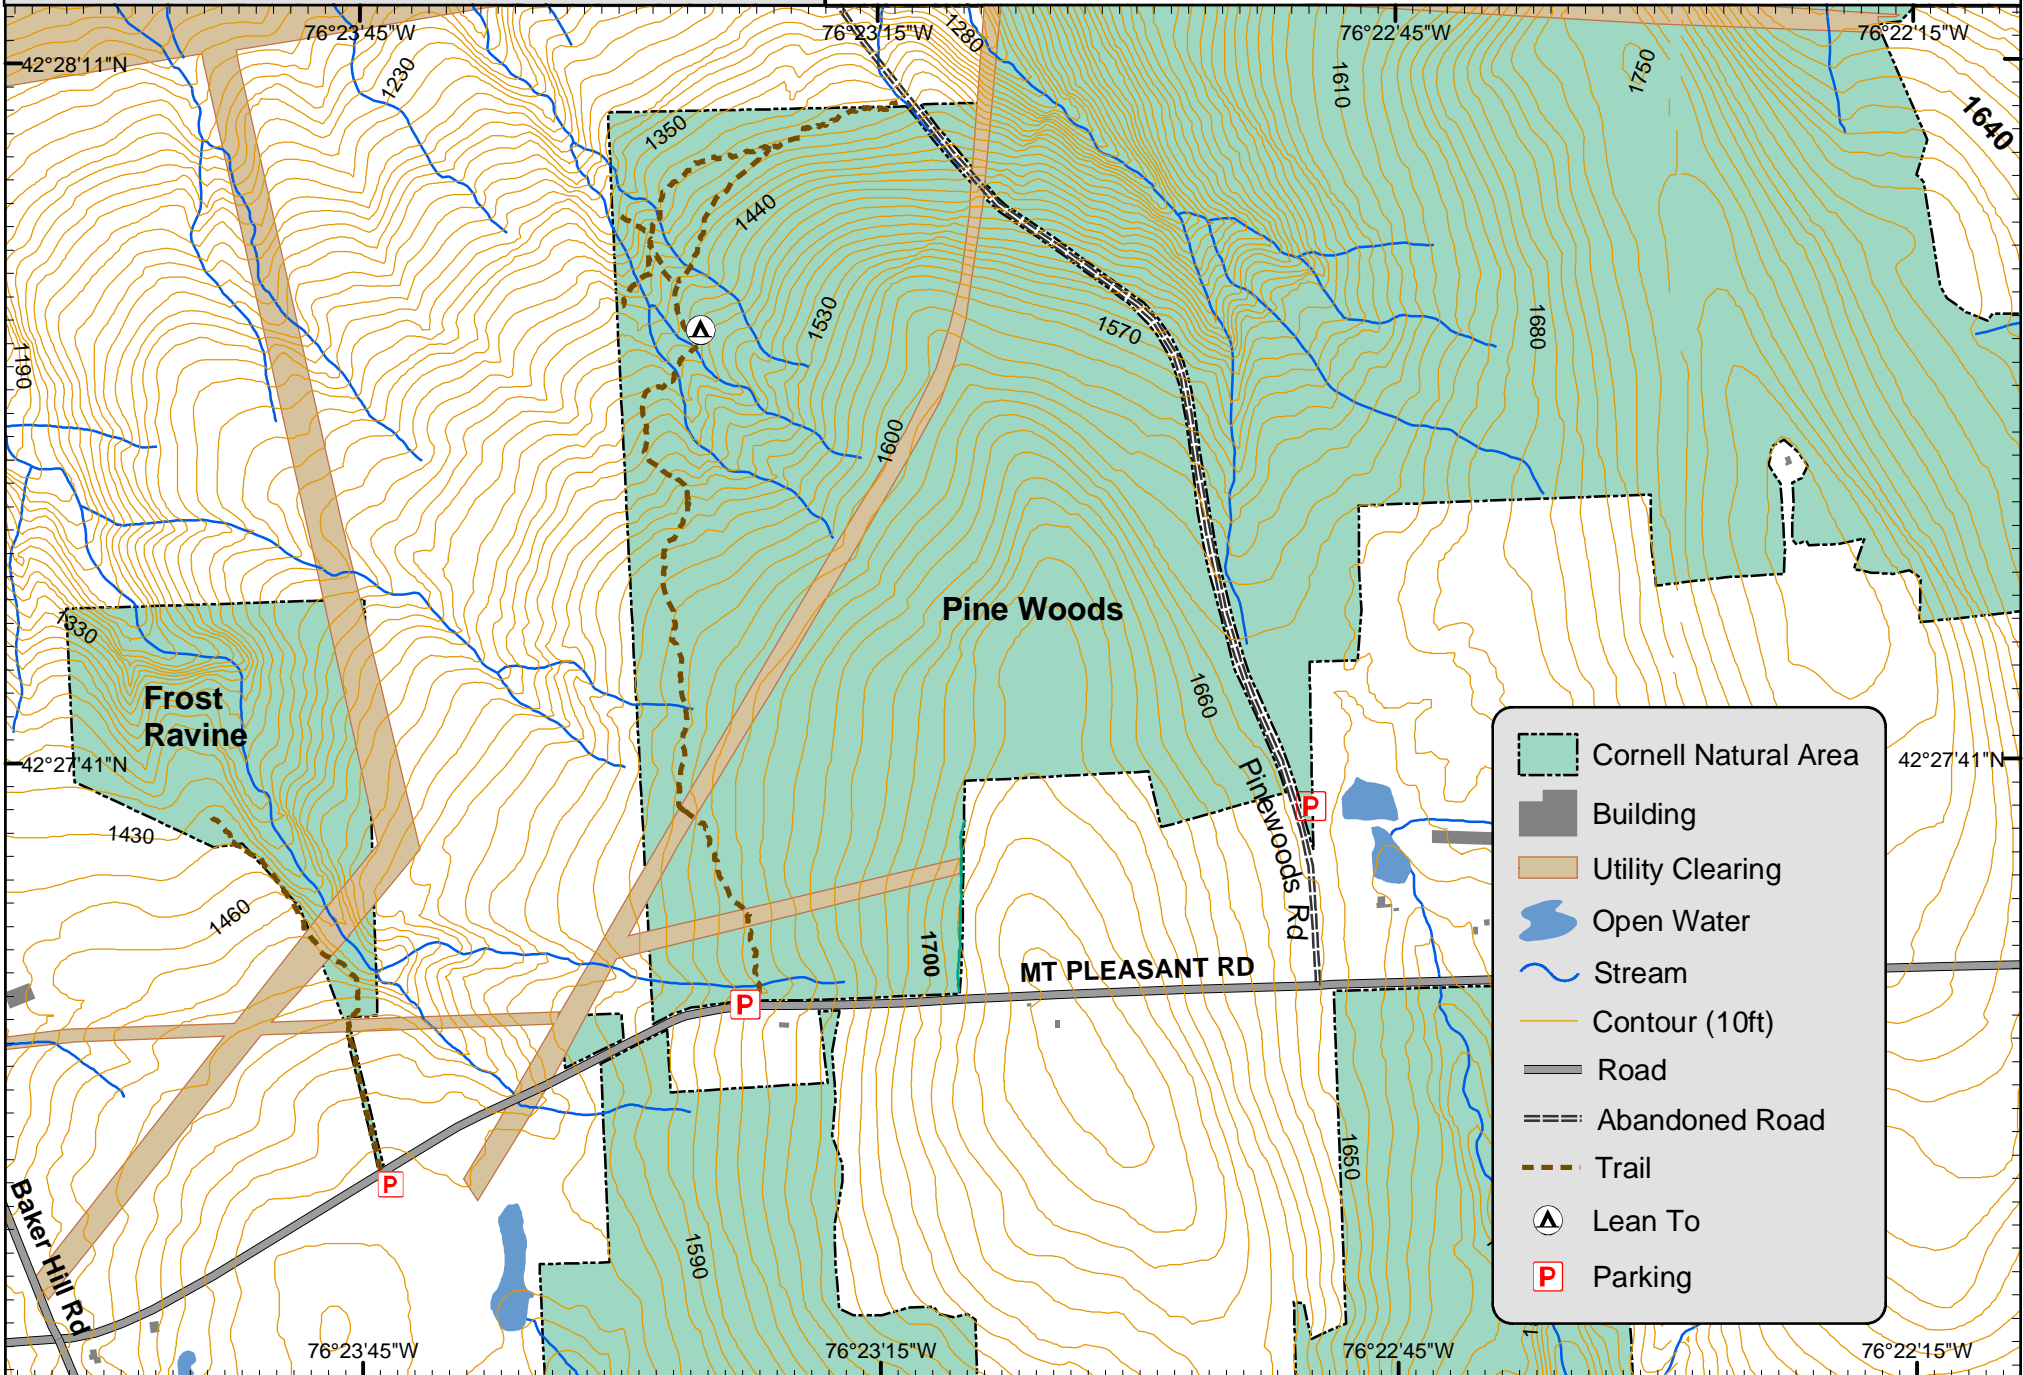 76°23'45"W
76°23'15"W
76°22'45"W
76°22'15"W
42°28'11"N
1230
1280
1610
1750
1640
1350
1440
1530
1570
1680
1190
1600
Pine Woods
1330
Frost
Ravine
1660
42°27'41"N
42°27'41"N
Pinewoods Rd
P
1430
1460
1700
MT PLEASANT RD
P
P
1650
1590
Baker Hill Rd
Cornell Natural Area
Building
Utility Clearing
Open Water
Stream
Contour (10ft)
Road
Abandoned Road
Trail
Lean To
P Parking
76°23'45"W
76°23'15"W
76°22'45"W
76°22'15"W